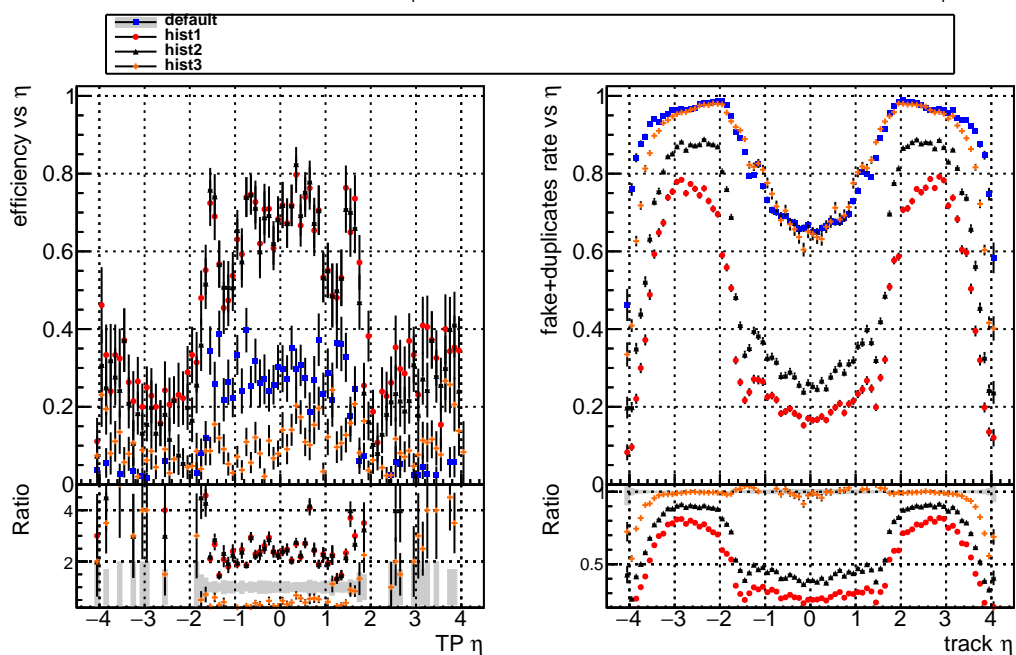 default
hist1
hist2
hist3
efficiency vs η
1
0.8
0.6
0.4
0.2
0
Ratio
4
2
−4 −3 −2 −1 0 1 2 3 4
TP η
fake+duplicates rate vs η
1
0.8
0.6
0.4
0.2
0
Ratio
0.5
−4 −3 −2 −1 0 1 2 3 4
track η